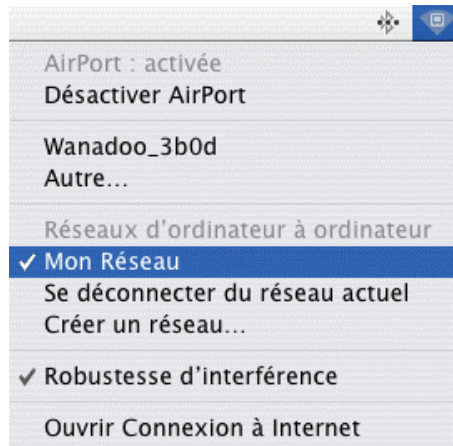 AirPort : activée
Désactiver AirPort
Wanadoo_3b0d
Autre...
Réseaux d'ordinateur à ordinateur
✓ Mon Réseau
Se déconnecter du réseau actuel
Créer un réseau...
✓ Robustesse d'interférence
Ouvrir Connexion à Internet